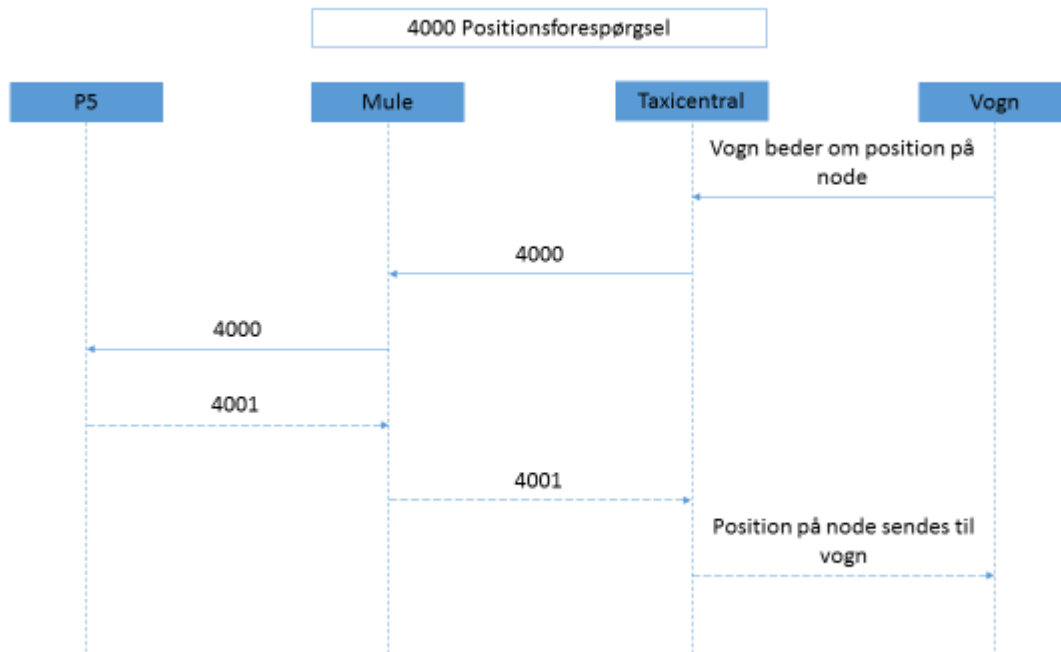 4000 Positionsforespørgsel
P5
Mule
Taxicentral
Vogn
Vogn beder om position på
node
4000
4000
4001
4001
Position på node sendes til
vogn